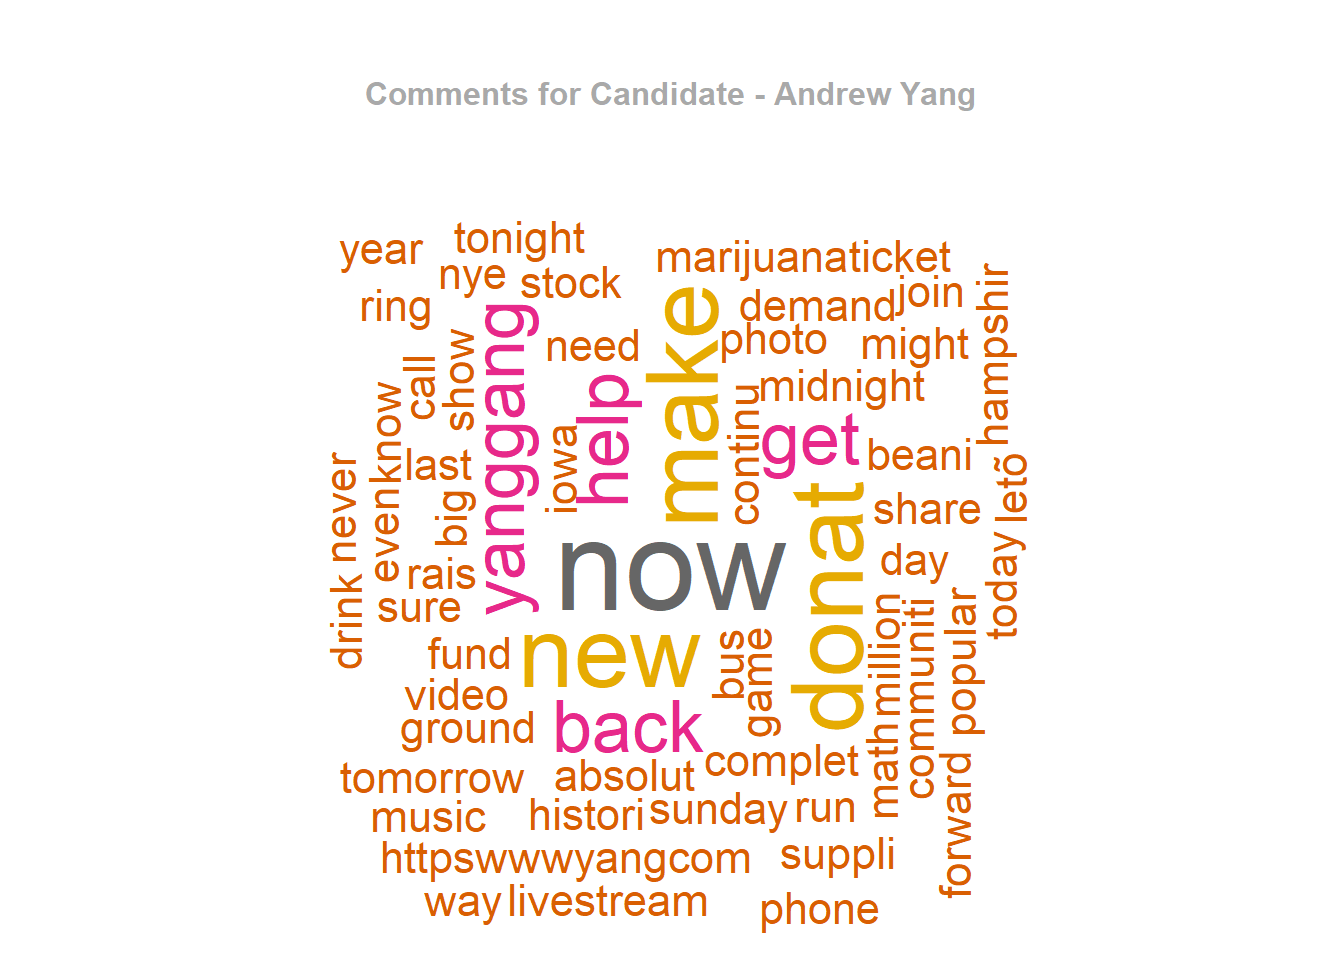 Comments for Candidate - Andrew Yang
year
tonight
marijuanaticket
nye
stock
ring
demand
join
hampshir
yanggang
make
need
photo
might
call
show
help
midnight
know
continu
get
iowa
last
beani
never
even
big
donat
share
letõ
now
day
today
rais
sure
drink
new
bus
game
million
communiti
popular
fund
video
back
ground
math
complet
forward
tomorrow
absolut
music
histori
sunday
run
httpswwwyangcom
suppli
way
livestream
phone